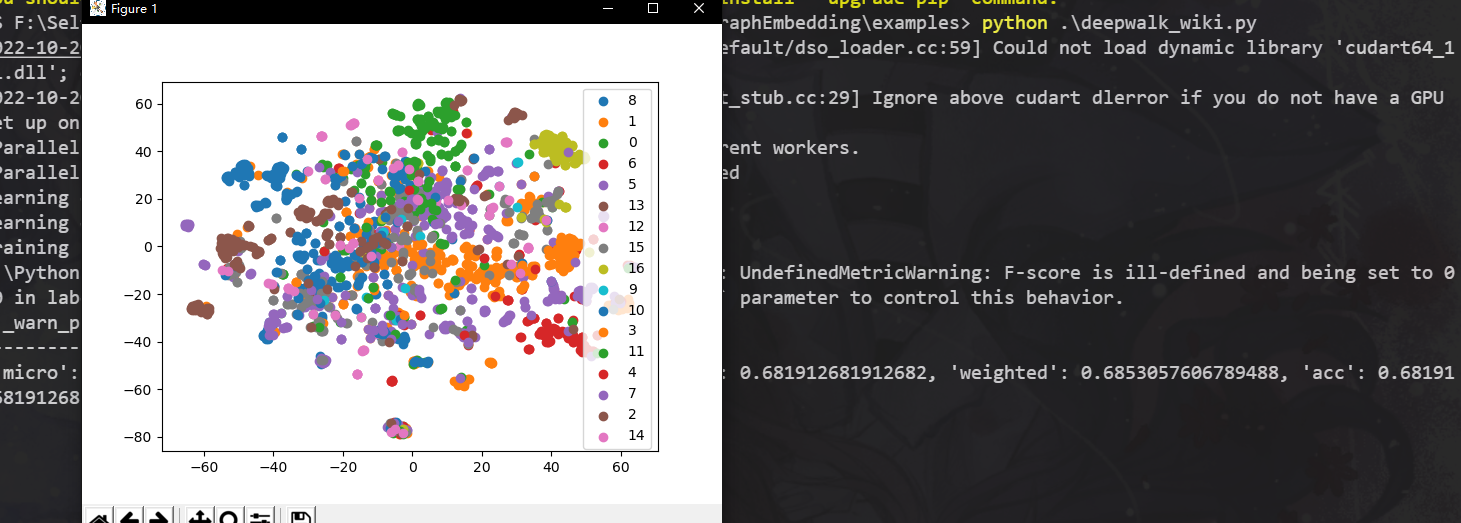 Figure 1
install --upgrade pip' command.
S F:\Sel
raphEmbedding\examples> python .\deepwalk_wiki.py
022-10-2
efault/dso_loader.cc:59] Could not load dynamic library 'cudart64_1
.dll';
022-10-2
t_stub.cc:29] Ignore above cudart dlerror if you do not have a GPU
et up on
Parallel
rent workers.
Parallel
ed
earning
earning
raining
:\Python
: UndefinedMetricWarning: F-score is ill-defined and being set to 0
0 in lab
parameter to control this behavior.
_warn_p
--------
micro':
: 0.681912681912682, 'weighted': 0.6853057606789488, 'acc': 0.68191
68191268
60
40
20
0
−20
−40
−60
−80
−60 −40 −20 0 20 40 60
8
1
0
6
5
13
12
15
16
9
10
3
11
4
7
2
14